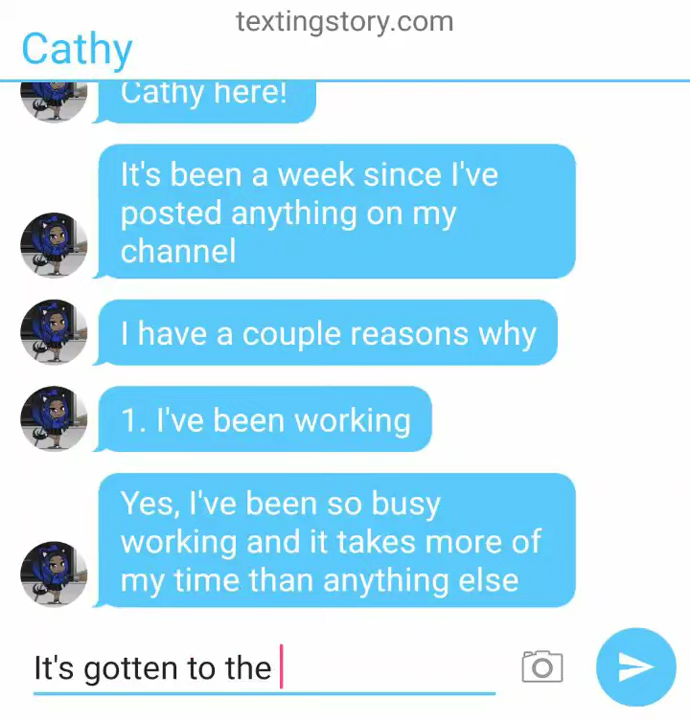 textingstory.com
Cathy
Cathy here!
It's been a week since I've
posted anything on my
channel
I have a couple reasons why
1. I've been working
Yes, I've been so busy
working and it takes more of
my time than anything else
It's gotten to the